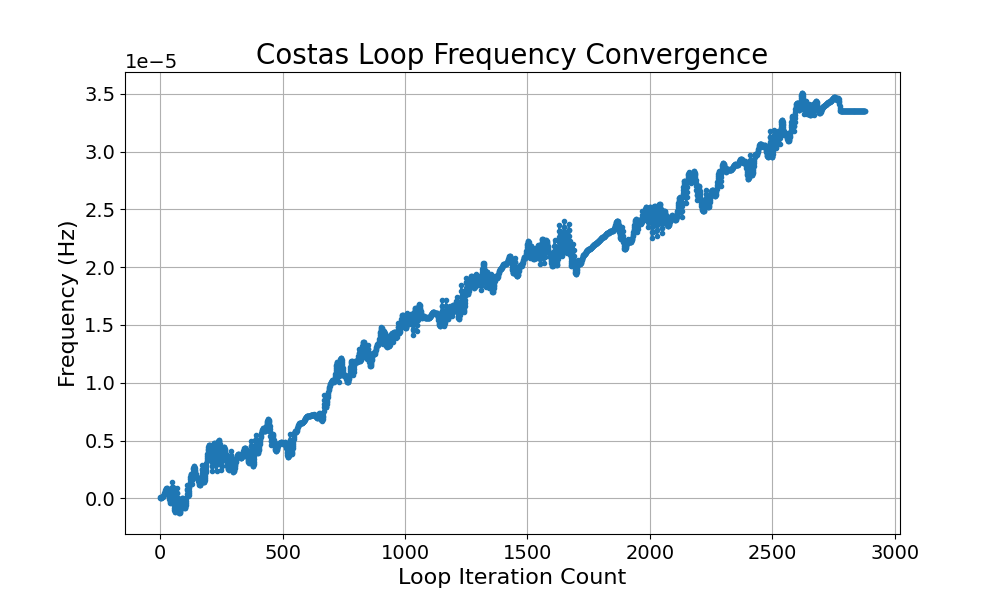 Costas Loop Frequency Convergence
1e−5
3.5
3.0
2.5
2.0
1.5
1.0
0.5
0.0
Frequency (Hz)
0 500 1000 1500 2000 2500 3000
Loop Iteration Count